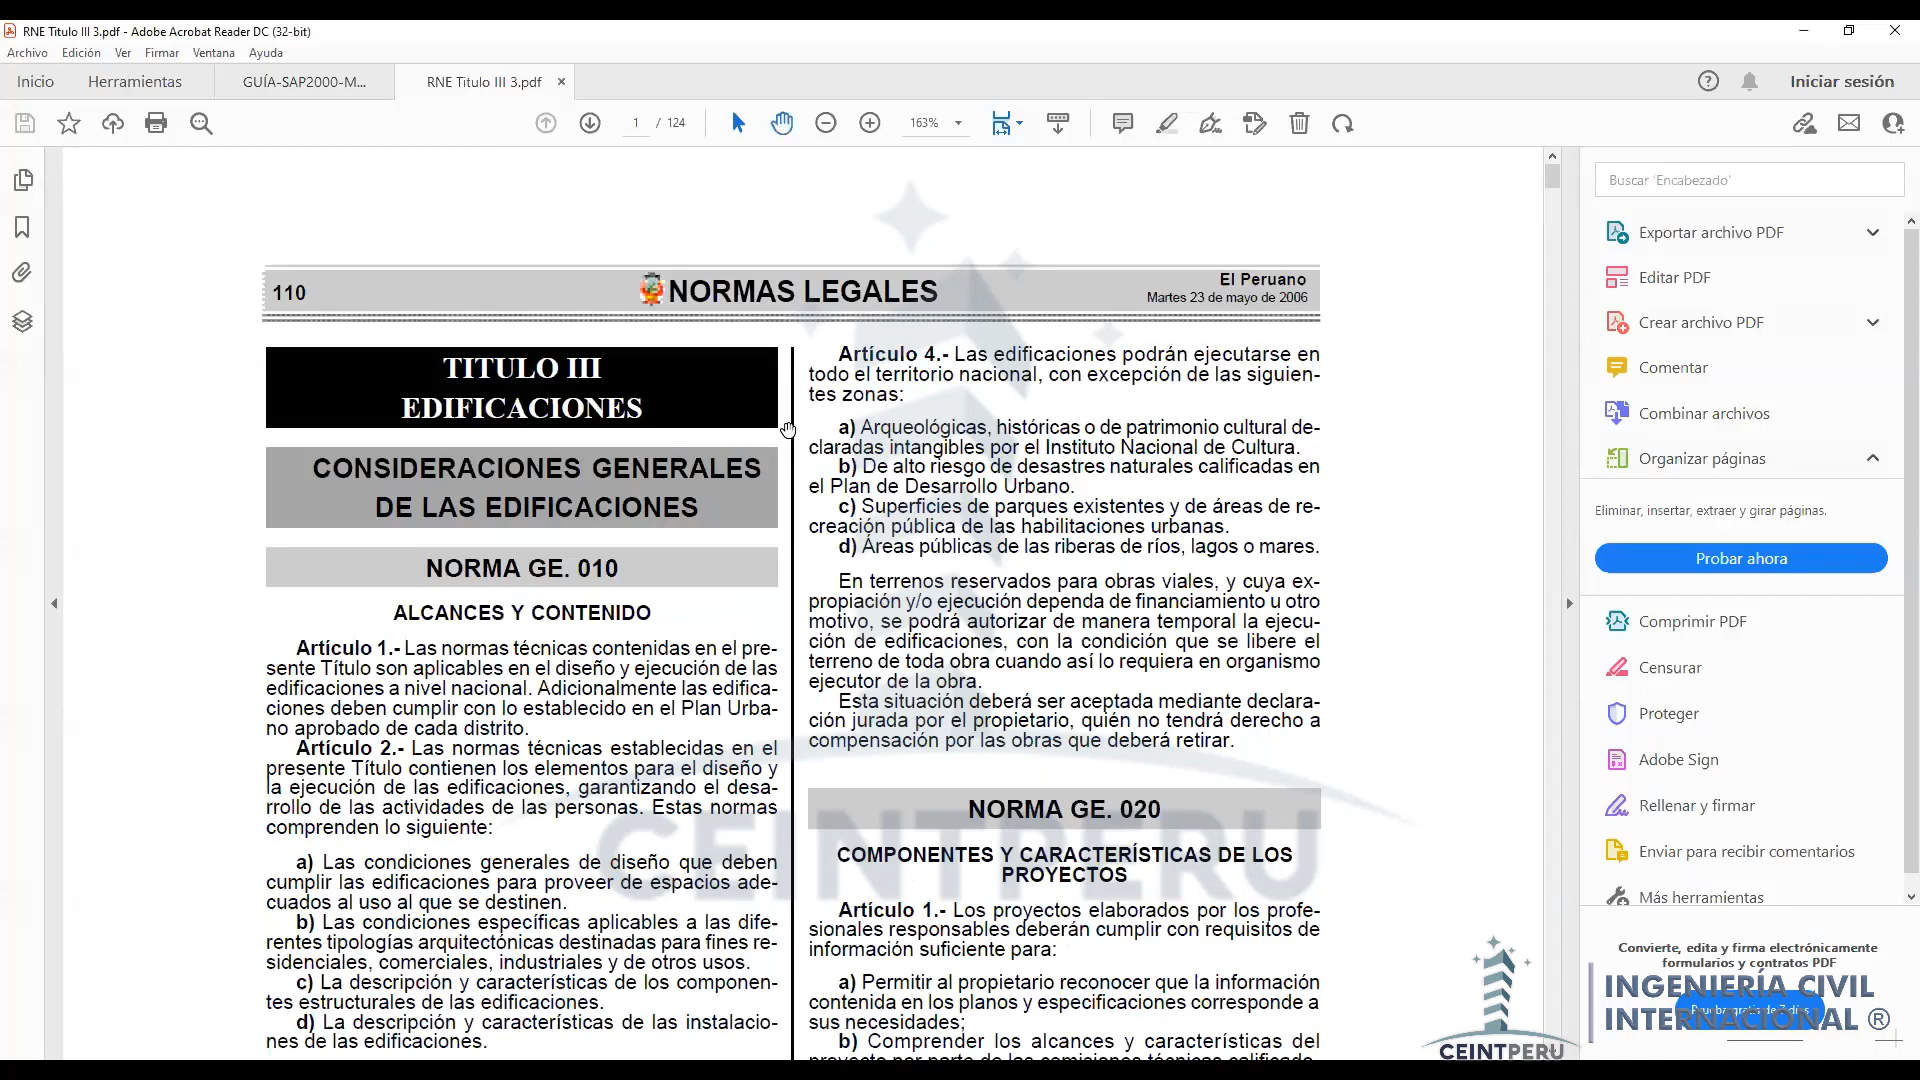 RNE Titulo III 3.pdf - Adobe Acrobat Reader DC (32-bit)
Archivo Edición Ver Firmar Ventana Ayuda
Inicio Herramientas GUÍA-SAP2000-M... RNE Titulo III 3.pdf × Iniciar sesión
1 / 124 163%
110 NORMAS LEGALES El Peruano
Martes 23 de mayo de 2006
TITULO III
EDIFICACIONES
CONSIDERACIONES GENERALES
DE LAS EDIFICACIONES
NORMA GE. 010
ALCANCES Y CONTENIDO
Artículo 1.- Las normas técnicas contenidas en el pre-
sente Título son aplicables en el diseño y ejecución de las
edificaciones a nivel nacional. Adicionalmente las edifica-
ciones deben cumplir con lo establecido en el Plan Urba-
no aprobado de cada distrito.
Artículo 2.- Las normas técnicas establecidas en el
presente Título contienen los elementos para el diseño y
la ejecución de las edificaciones, garantizando el desa-
rrollo de las actividades de las personas. Estas normas
comprenden lo siguiente:
a) Las condiciones generales de diseño que deben
cumplir las edificaciones para proveer de espacios ade-
cuados al uso al que se destinen.
b) Las condiciones específicas aplicables a las dife-
rentes tipologías arquitectónicas destinadas para fines re-
sidenciales, comerciales, industriales y de otros usos.
c) La descripción y características de los componen-
tes estructurales de las edificaciones.
d) La descripción y características de las instalacio-
nes de las edificaciones.
Artículo 4.- Las edificaciones podrán ejecutarse en
todo el territorio nacional, con excepción de las siguien-
tes zonas:
a) Arqueológicas, históricas o de patrimonio cultural de-
claradas intangibles por el Instituto Nacional de Cultura.
b) De alto riesgo de desastres naturales calificadas en
el Plan de Desarrollo Urbano.
c) Superficies de parques existentes y de áreas de re-
creación pública de las habilitaciones urbanas.
d) Áreas públicas de las riberas de ríos, lagos o mares.
En terrenos reservados para obras viales, y cuya ex-
propiación y/o ejecución dependa de financiamiento u otro
motivo, se podrá autorizar de manera temporal la ejecu-
ción de edificaciones, con la condición que se libere el
terreno de toda obra cuando así lo requiera en organismo
ejecutor de la obra.
Esta situación deberá ser aceptada mediante declara-
ción jurada por el propietario, quién no tendrá derecho a
compensación por las obras que deberá retirar.
NORMA GE. 020
COMPONENTES Y CARACTERÍSTICAS DE LOS
PROYECTOS
Artículo 1.- Los proyectos elaborados por los profe-
sionales responsables deberán cumplir con requisitos de
información suficiente para:
a) Permitir al propietario reconocer que la información
contenida en los planos y especificaciones corresponde a
sus necesidades;
b) Comprender los alcances y características del
proyecto por parte de las comisiones técnicas calificado-
CEINTPERU
Buscar 'Encabezado'
Exportar archivo PDF
Editar PDF
Crear archivo PDF
Comentar
Combinar archivos
Organizar páginas
Eliminar, insertar, extraer y girar páginas.
Probar ahora
Comprimir PDF
Censurar
Proteger
Adobe Sign
Rellenar y firmar
Enviar para recibir comentarios
Más herramientas
Convierte, edita y firma electrónicamente
formularios y contratos PDF
Prueba gratis de 7 días
INGENIERÍA CIVIL
INTERNACIONAL ®
CEINTPERU